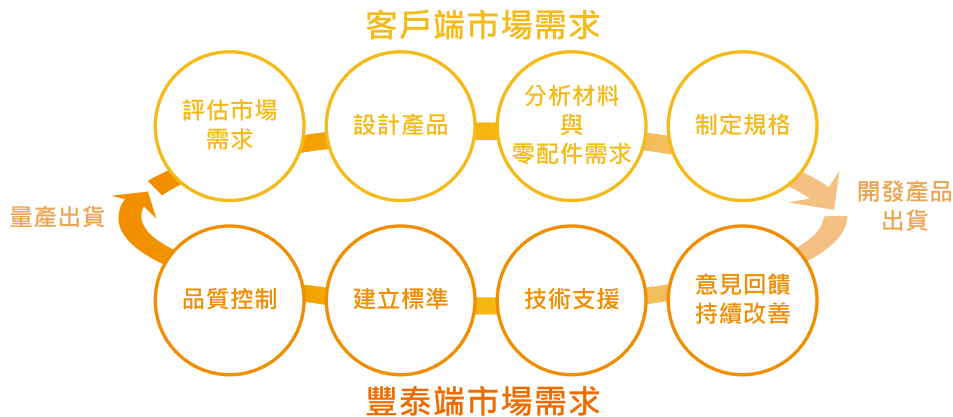 客戶端市場需求
評估市場
需求
設計產品
分析材料
與
零配件需求
制定規格
開發產品
出貨
量產出貨
品質控制
建立標準
技術支援
意見回饋
持續改善
豐泰端市場需求